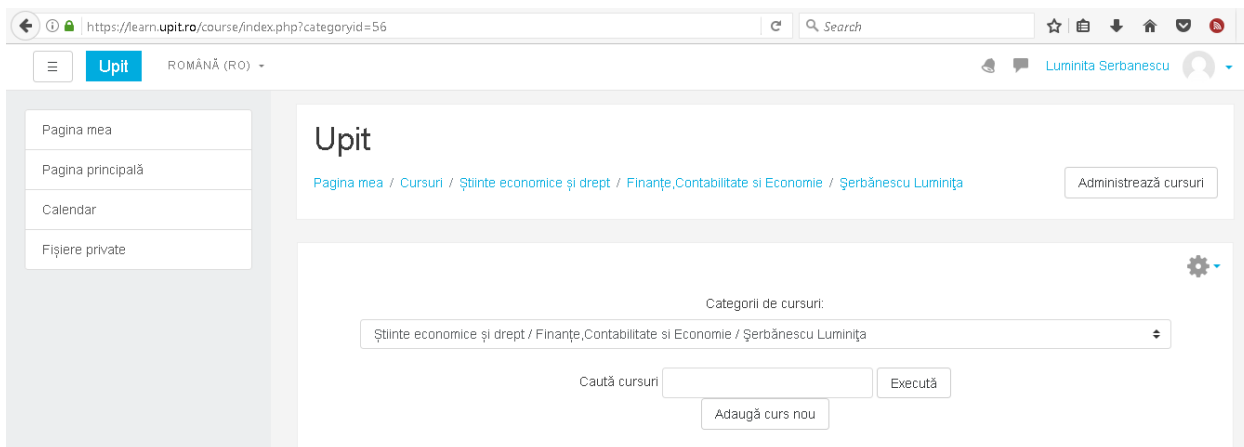 https://learn.upit.ro/course/index.php?categoryid=56
Search
Upit
ROMÂNĂ (RO)
Luminita Serbanescu
Pagina mea
Pagina principală
Calendar
Fișiere private
Upit
Pagina mea / Cursuri / Știinte economice și drept / Finanțe,Contabilitate si Economie / Șerbănescu Luminița
Administrează cursuri
Categorii de cursuri:
Știinte economice și drept / Finanțe,Contabilitate si Economie / Șerbănescu Luminița
Caută cursuri
Execută
Adaugă curs nou